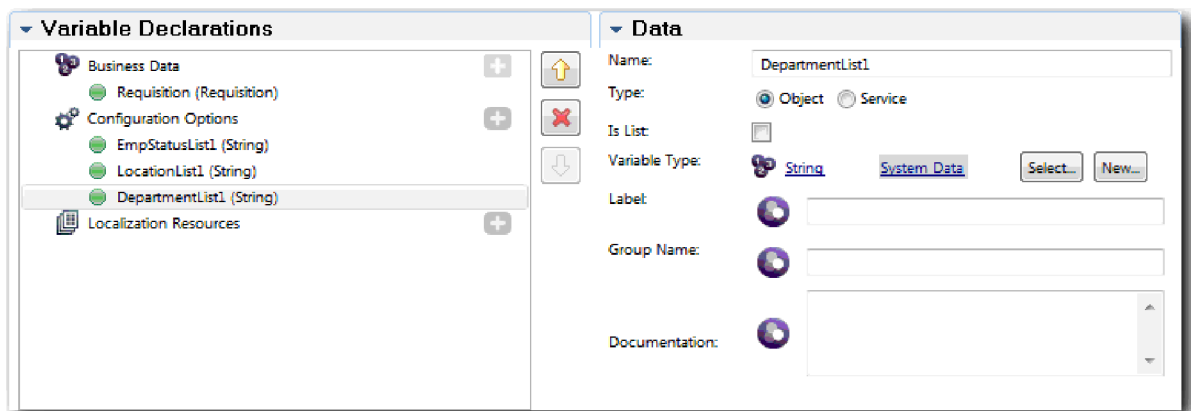 Variable Declarations
Business Data
Requisition (Requisition)
Configuration Options
EmpStatusList1 (String)
LocationList1 (String)
DepartmentList1 (String)
Localization Resources
Data
Name: DepartmentList1
Type: Object Service
Is List:
Variable Type: String System Data Select... New...
Label:
Group Name:
Documentation: